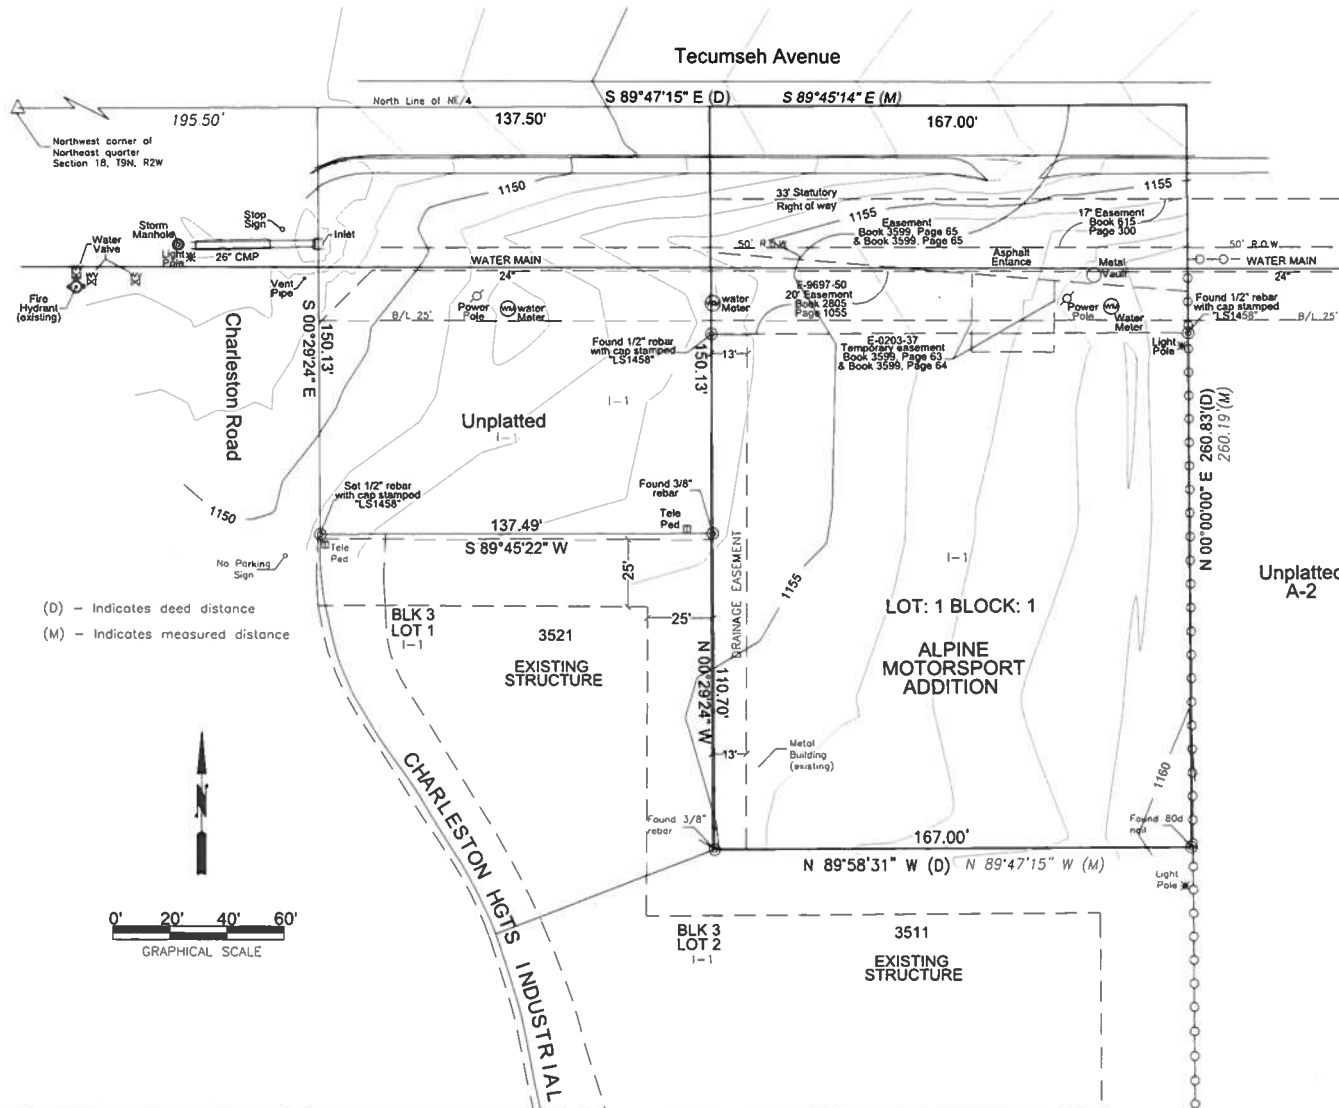 Tecumseh Avenue
North Line of NE/4
S 89°47'15" E (D)
S 89°45'14" E (M)
195.50'
137.50'
167.00'
Northwest corner of
Northeast quarter
Section 18, T9N, R2W
1150
1155
33' Statutory
Right of way
1155
Easement
Book 3599, Page 65
& Book 3599, Page 65
17' Easement
Book 615
Page 300
Stop
Sign
Storm
Manhole
Inlet
Water
Valve
Light
Pole
26" CMP
50' R.O.W
Asphalt
Entance
Metal
Vault
50' R.O.W
WATER MAIN
24"
WATER MAIN
24"
Fire
Hydrant
(existing)
Vent
Pipe
E-9697-50
20' Easement
Book 2805
Page 1055
Power
Pole
WM
water
Meter
WM
water
Meter
Power
Pole
WM
Water
Meter
Found 1/2" rebar
with cap stamped
"LS1458"
B/L 25'
B/L 25'
Charleston Road
S 00°29'24" E
150.13'
Found 1/2" rebar
with cap stamped
"LS1458"
150.13'
13'
E-0203-37
Temporary easement
Book 3599, Page 63
& Book 3599, Page 64
Light
Pole
N 00°00'00" E 260.83'(D)
260.19'(M)
I-1
Unplatted
I-1
Set 1/2" rebar
with cap stamped
"LS1458"
Found 3/8"
rebar
1150
137.49'
S 89°45'22" W
Tele
Ped
Tele
Ped
No Parking
Sign
25'
DRAINAGE EASEMENT
1155
I-1
Unplatted
A-2
(D) - Indicates deed distance
(M) - Indicates measured distance
BLK 3
LOT 1
I-1
3521
EXISTING
STRUCTURE
25'
LOT: 1 BLOCK: 1
ALPINE
MOTORSPORT
ADDITION
N 00°29'24" W
110.70'
13'
Metal
Building
(existing)
1160
N
CHARLESTON HGTS INDUSTRIAL
Found 3/8"
rebar
Found 80d
nail
167.00'
N 89°58'31" W (D)
N 89°47'15" W (M)
Light
Pole
0' 20' 40' 60'
GRAPHICAL SCALE
BLK 3
LOT 2
I-1
3511
EXISTING
STRUCTURE